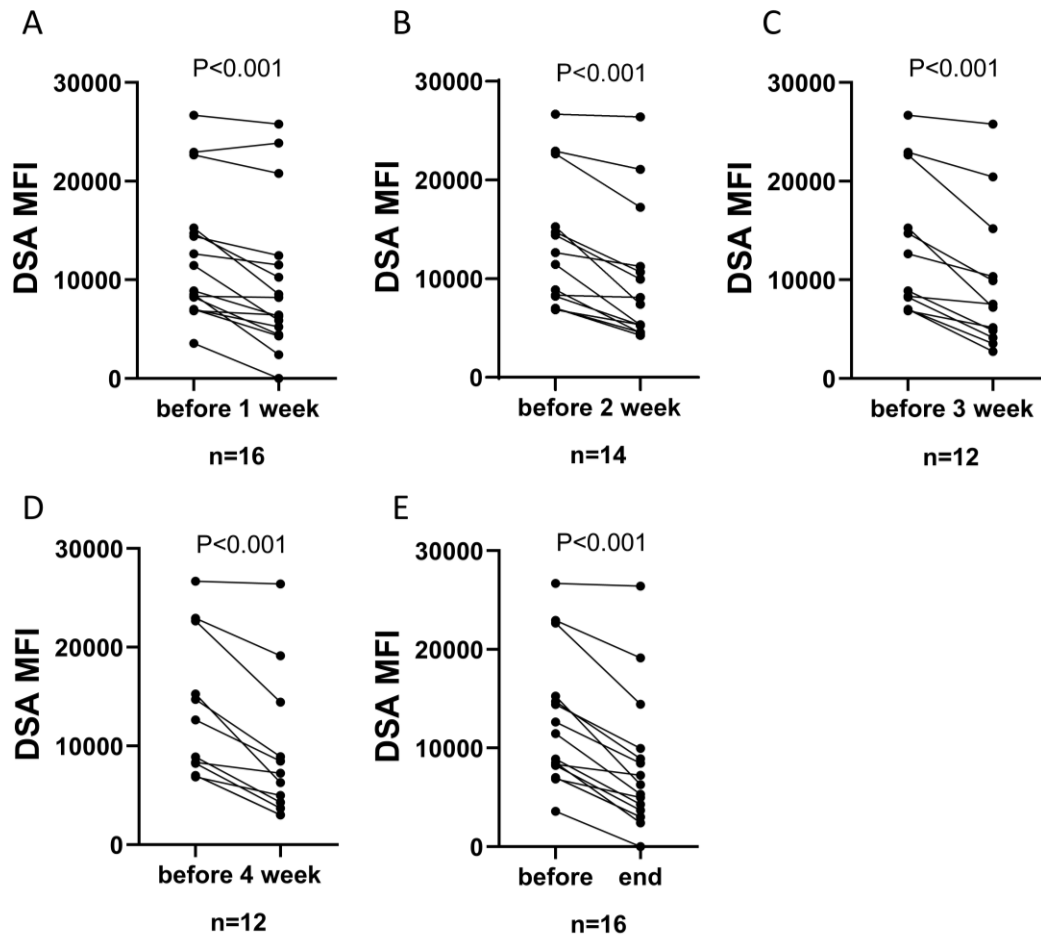 A
P<0.001
30000
20000
10000
0
DSA MFI
before 1 week
n=16
B
P<0.001
30000
20000
10000
0
DSA MFI
before 2 week
n=14
C
P<0.001
30000
20000
10000
0
DSA MFI
before 3 week
n=12
D
P<0.001
30000
20000
10000
0
DSA MFI
before 4 week
n=12
E
P<0.001
30000
20000
10000
0
DSA MFI
before end
n=16